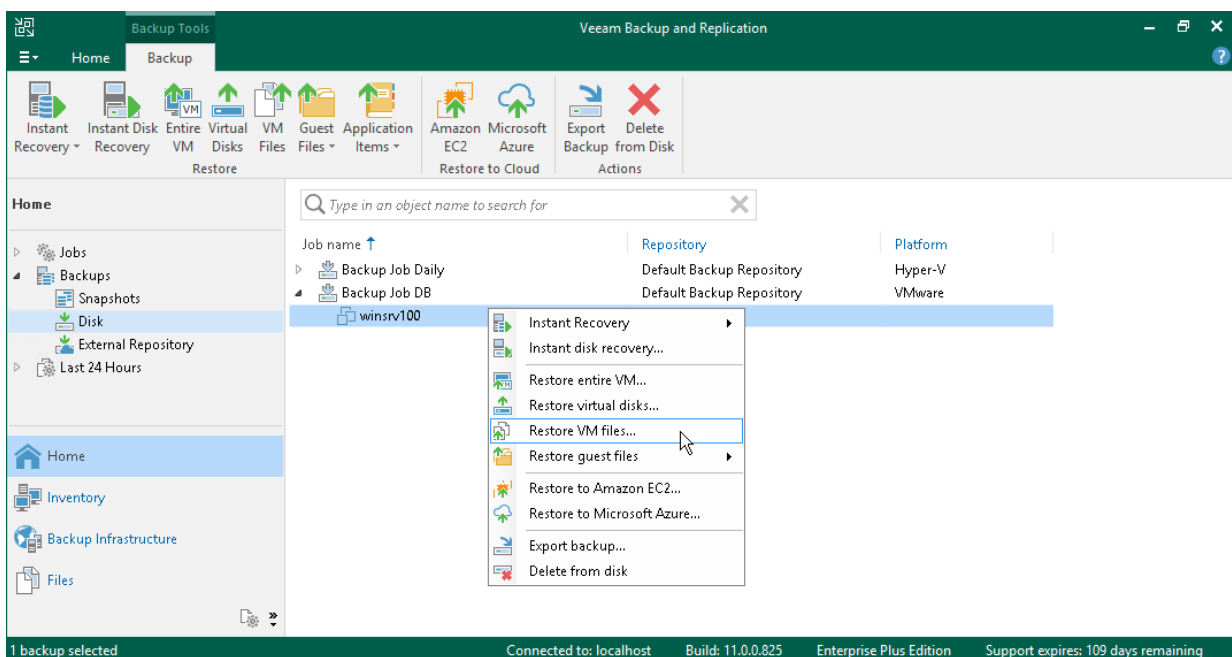 Backup Tools
Veeam Backup and Replication
Home
Backup
Instant Recovery
Instant Disk Recovery
Entire VM
Virtual Disks
VM Files
Guest Files
Application Items
Amazon EC2
Microsoft Azure
Export Backup
Delete from Disk
Restore
Restore to Cloud
Actions
Home
Type in an object name to search for
Jobs
Backups
Snapshots
Disk
External Repository
Last 24 Hours
Job name
Repository
Platform
Backup Job Daily
Default Backup Repository
Hyper-V
Backup Job DB
Default Backup Repository
VMware
winsrv100
Instant Recovery
Instant disk recovery...
Restore entire VM...
Restore virtual disks...
Restore VM files...
Restore guest files
Restore to Amazon EC2...
Restore to Microsoft Azure...
Export backup...
Delete from disk
Home
Inventory
Backup Infrastructure
Files
1 backup selected
Connected to: localhost
Build: 11.0.0.825
Enterprise Plus Edition
Support expires: 109 days remaining